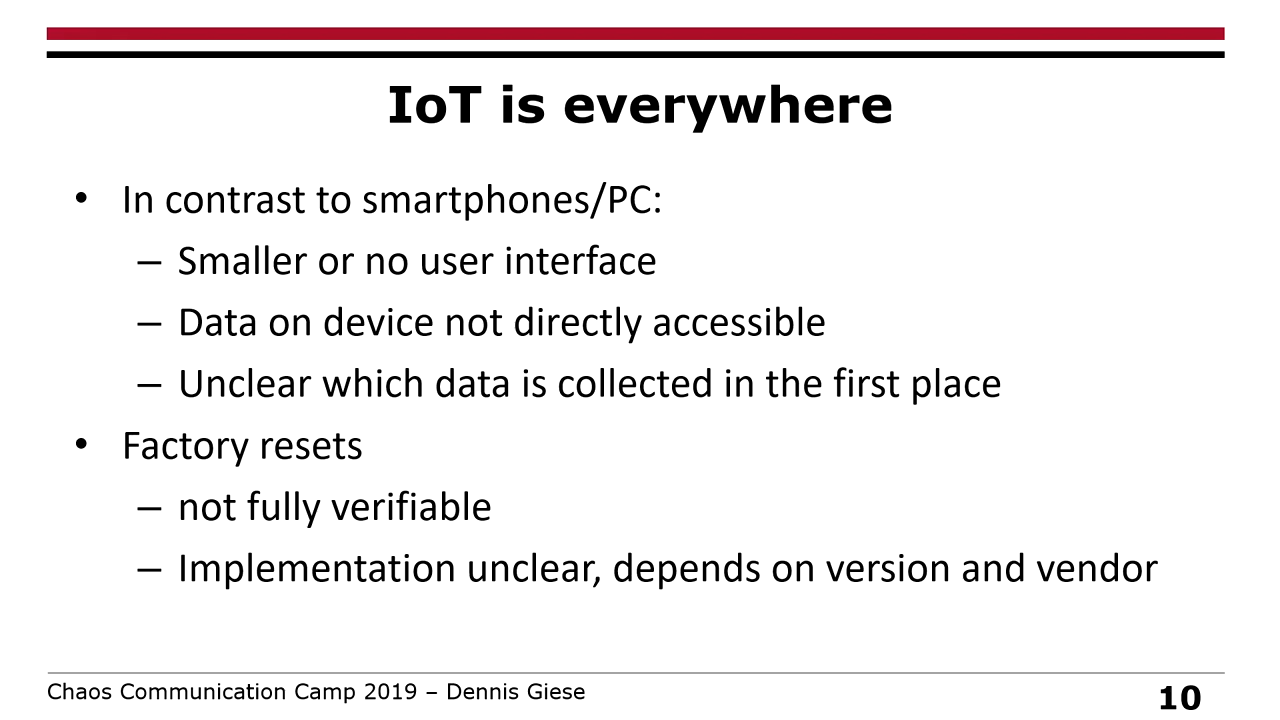 IoT is everywhere
• In contrast to smartphones/PC:
– Smaller or no user interface
– Data on device not directly accessible
– Unclear which data is collected in the first place
• Factory resets
– not fully verifiable
– Implementation unclear, depends on version and vendor
Chaos Communication Camp 2019 – Dennis Giese
10